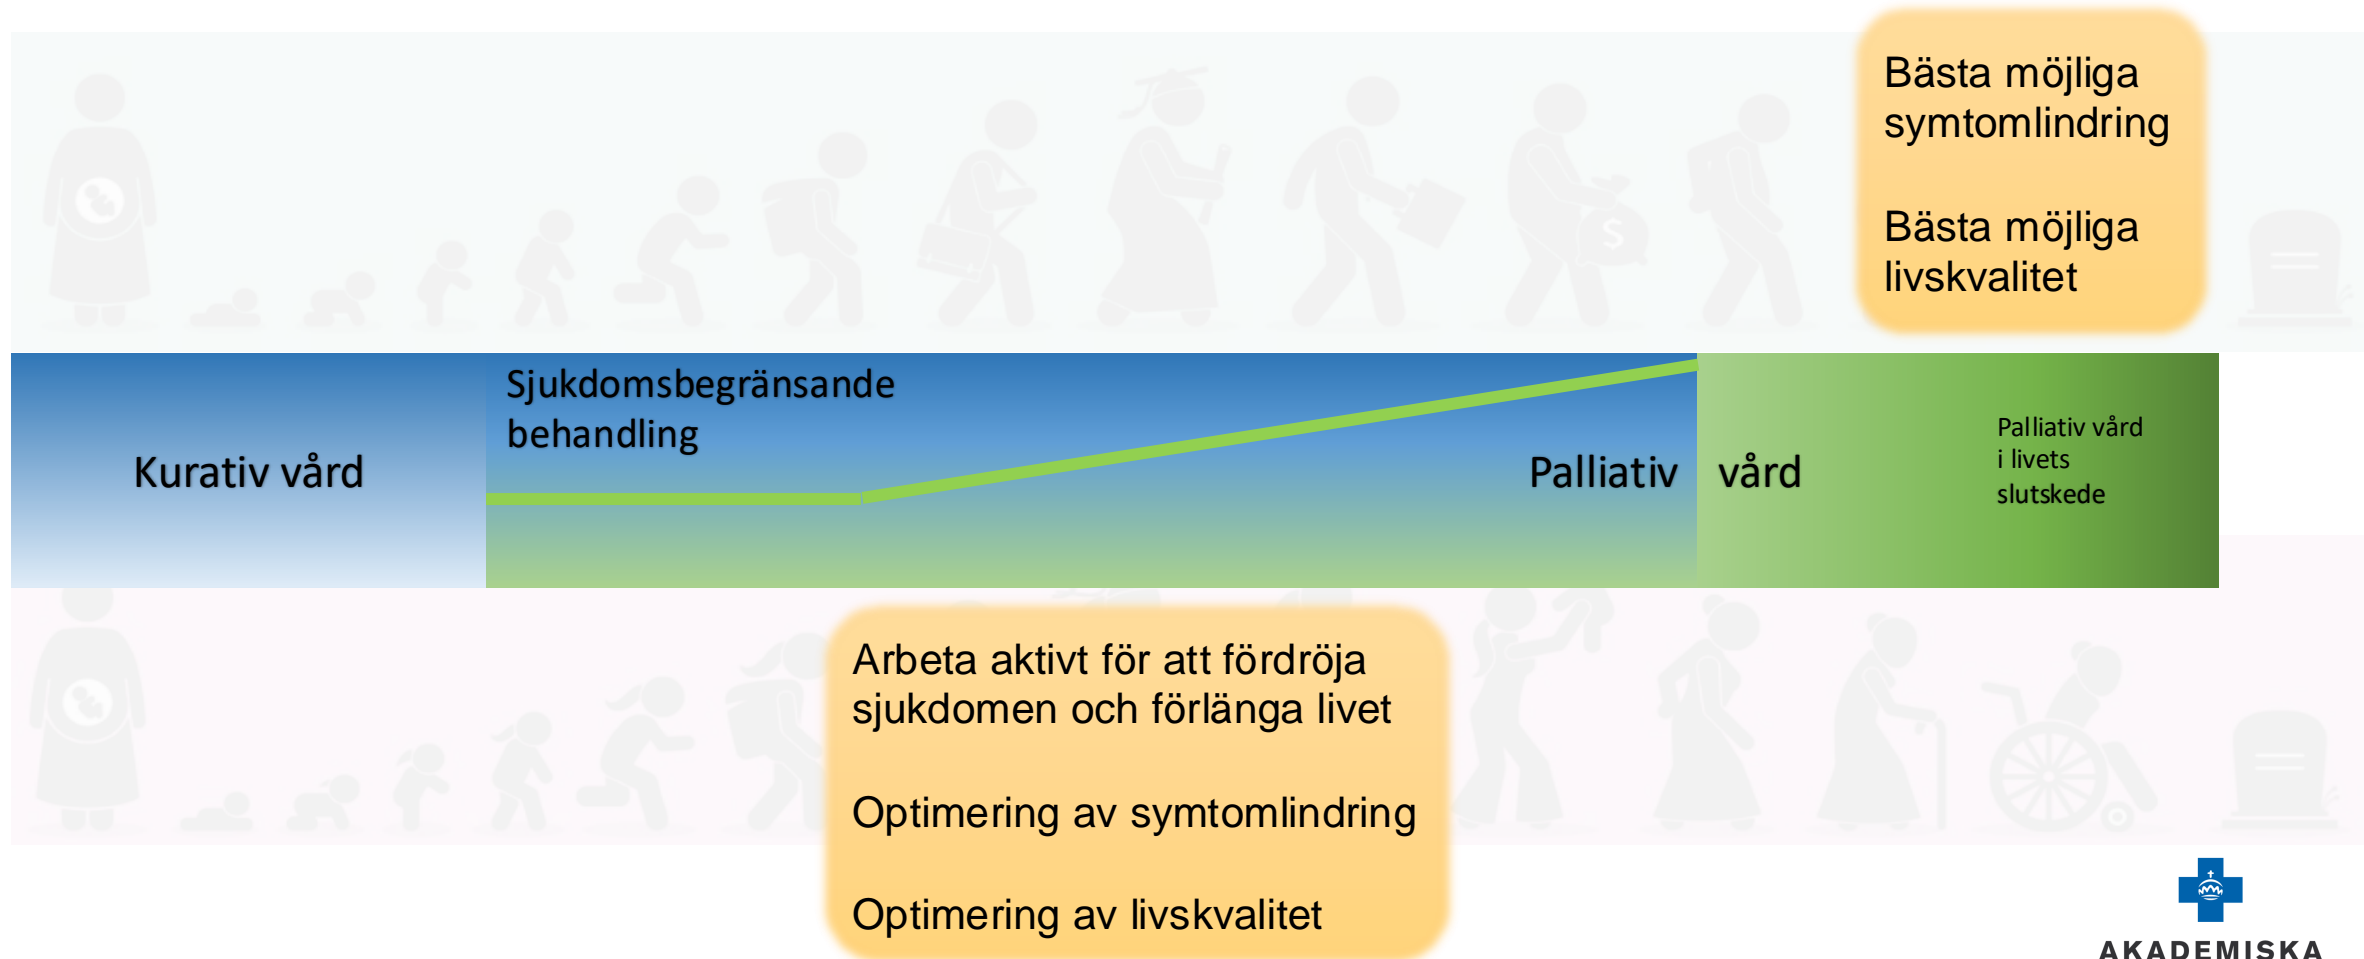 Bästa möjliga
symtomlindring
Bästa möjliga
livskvalitet
$
Sjukdomsbegränsande
behandling
Kurativ vård
Palliativ vård
Palliativ vård
i livets
slutskede
Arbeta aktivt för att fördröja
sjukdomen och förlänga livet
Optimering av symtomlindring
Optimering av livskvalitet
AKADEMISKA